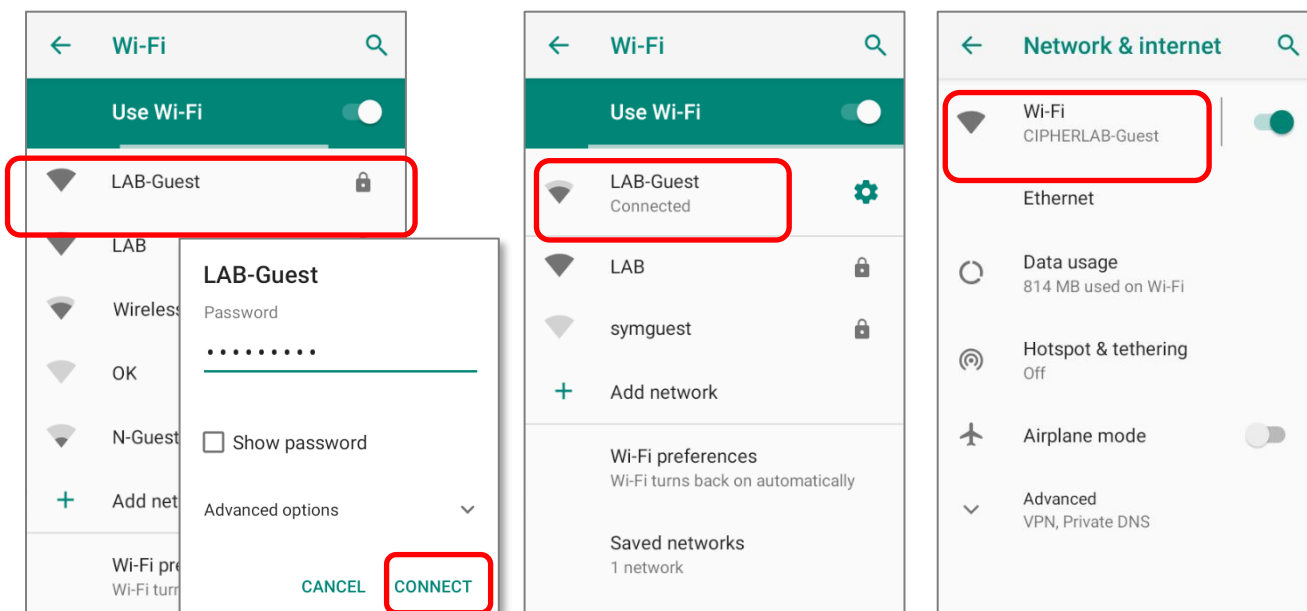 Wi-Fi
Use Wi-Fi
LAB-Guest
LAB
Wireless
OK
N-Guest
Add net
Wi-Fi pre
Wi-Fi turr
LAB-Guest
Password
•••••••••
Show password
Advanced options
CANCEL CONNECT
Wi-Fi
Use Wi-Fi
LAB-Guest
Connected
LAB
symguest
Add network
Wi-Fi preferences
Wi-Fi turns back on automatically
Saved networks
1 network
Network & internet
Wi-Fi
CIPHERLAB-Guest
Ethernet
Data usage
814 MB used on Wi-Fi
Hotspot & tethering
Off
Airplane mode
Advanced
VPN, Private DNS